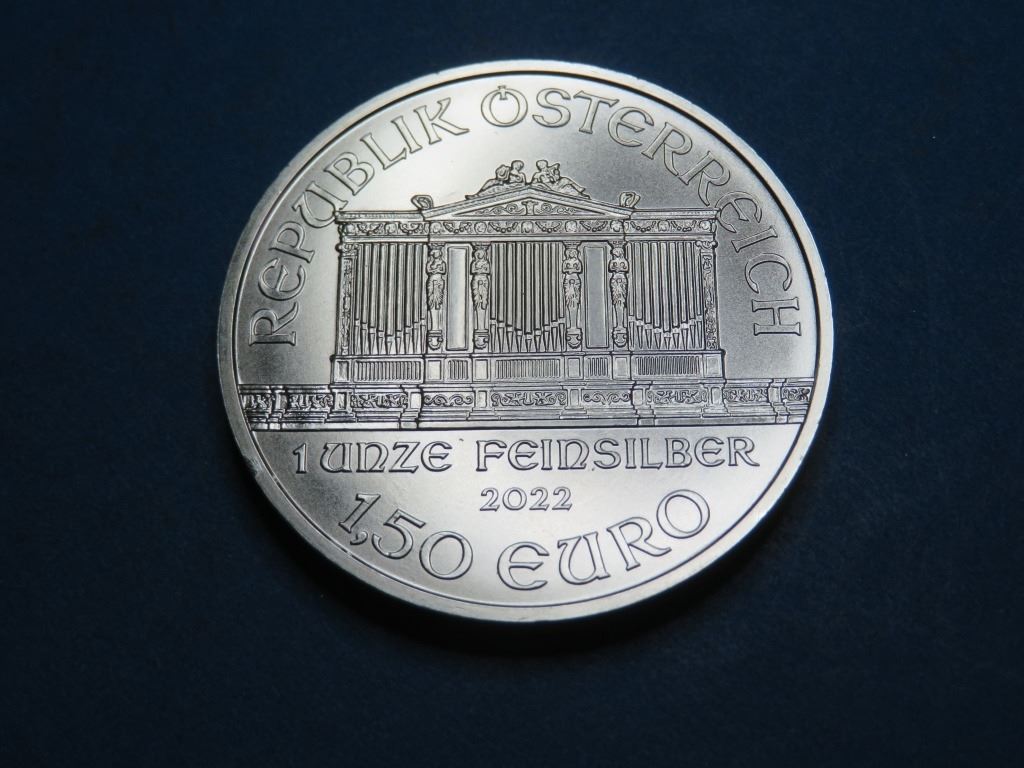 REPUBLIK ÖSTERREICH
1 UNZE FEINSILBER
2022
1,50 EURO